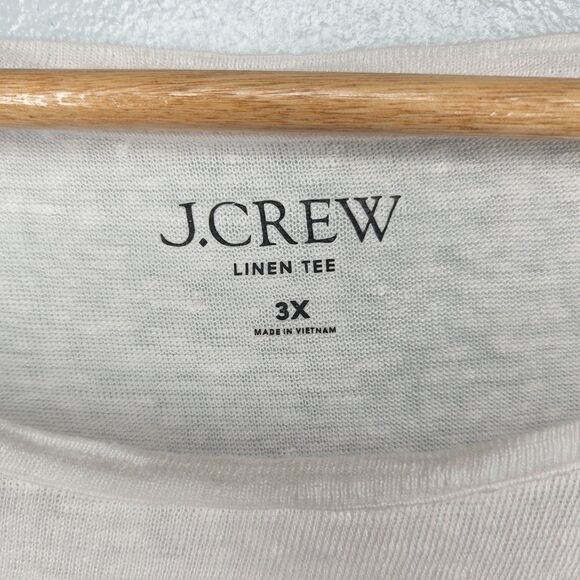 J.CREW
LINEN TEE
3X
MADE IN VIETNAM